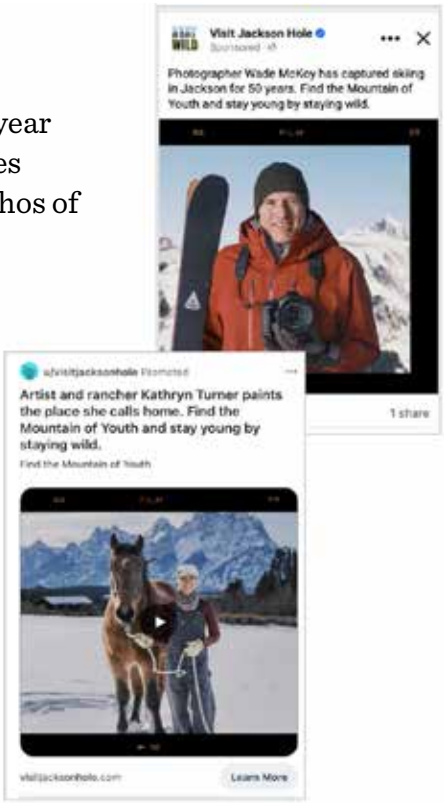 Visit Jackson Hole
Sponsored
Photographer Wade McKoy has captured skiing
in Jackson for 50 years. Find the Mountain of
Youth and stay young by staying wild.
year
es
hos of
1 share
u/visitjacksonhole Promoted
Artist and rancher Kathryn Turner paints
the place she calls home. Find the
Mountain of Youth and stay young by
staying wild.
Find the Mountain of Youth
visitjacksonhole.com
Learn More